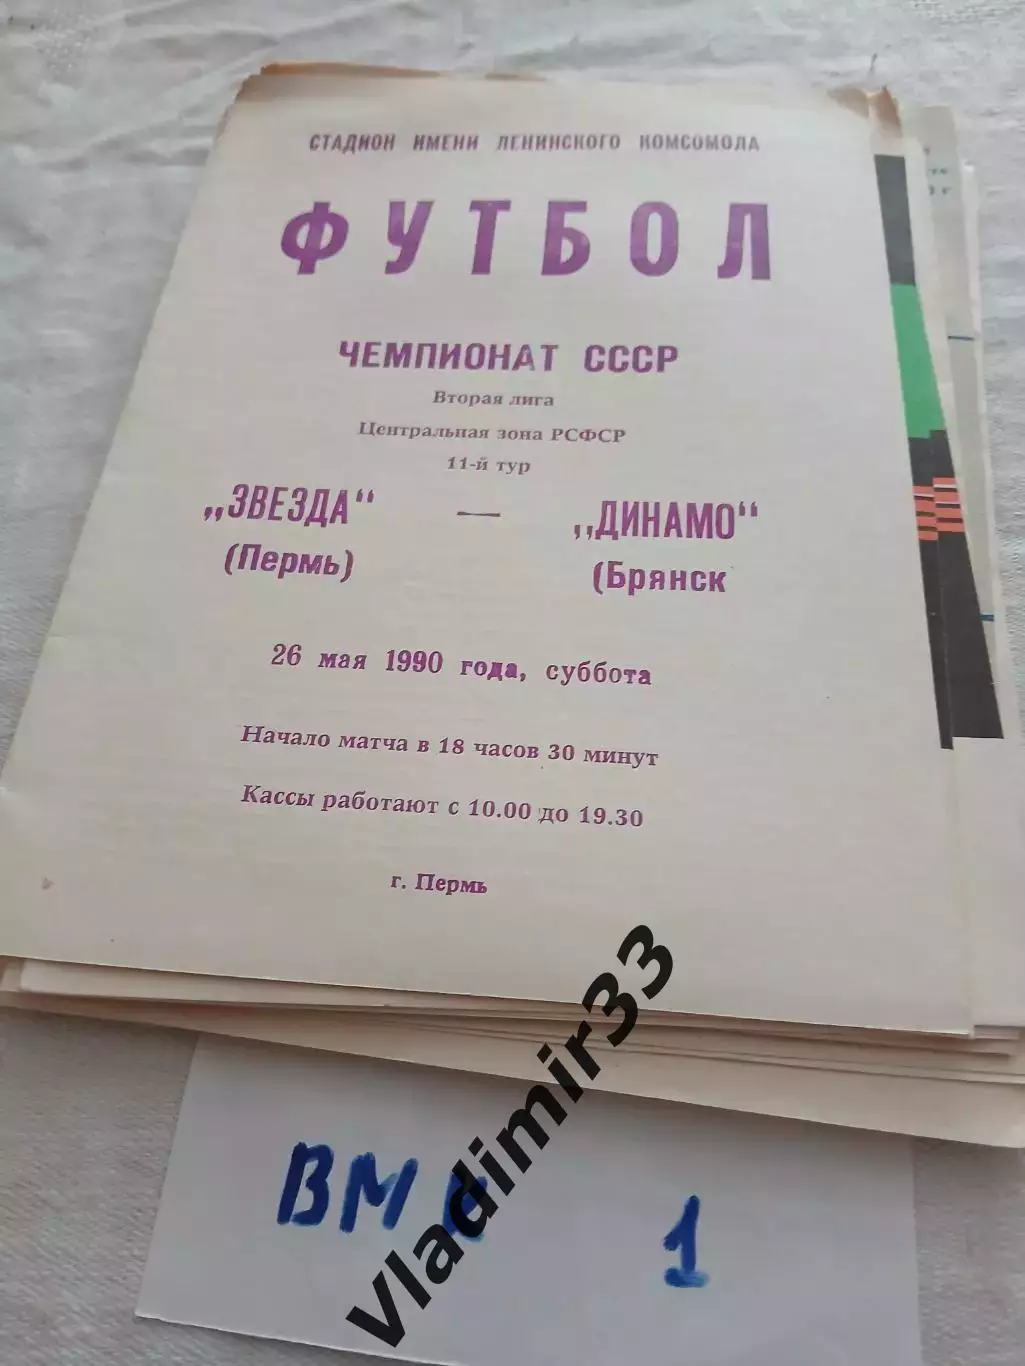 СТАДИОН ИМЕНИ ЛЕНИНСКОГО КОМСОМОЛА
ФУТБОЛ
ЧЕМПИОНАТ СССР
Вторая лига
Центральная зона РСФСР
11-й тур
„ЗВЕЗДА“ — „ДИНАМО“
(Пермь) (Брянск
26 мая 1990 года, суббота
Начало матча в 18 часов 30 минут
Кассы работают с 10.00 до 19.30
г. Пермь
Vladimir33
1